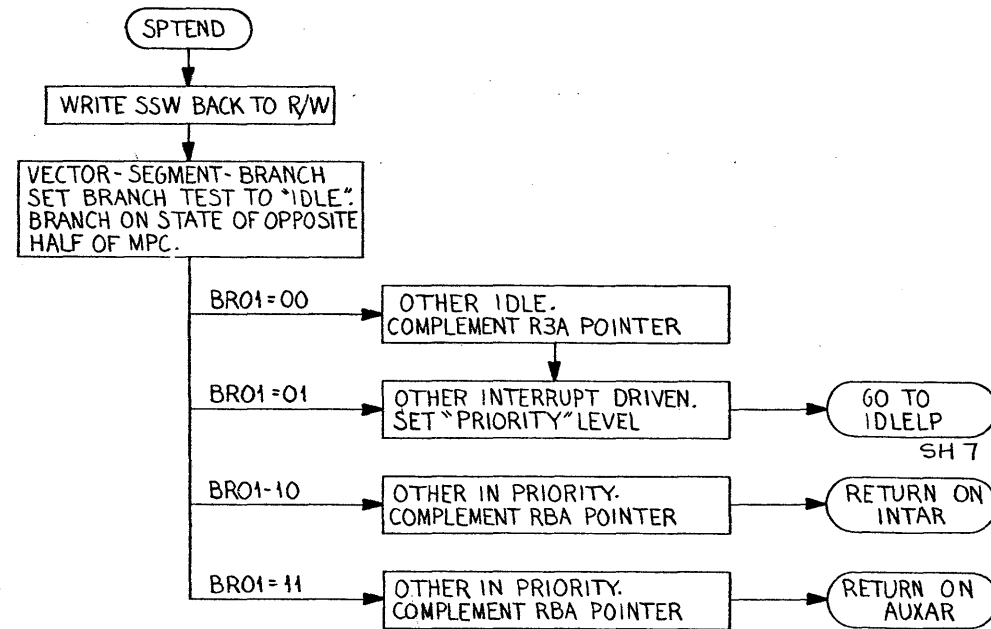 SPTEND
WRITE SSW BACK TO R/W
VECTOR-SEGMENT-BRANCH
SET BRANCH TEST TO "IDLE".
BRANCH ON STATE OF OPPOSITE
HALF OF MPC.
BR01=00
OTHER IDLE.
COMPLEMENT R3A POINTER
BR01=01
OTHER INTERRUPT DRIVEN.
SET "PRIORITY" LEVEL
GO TO
IDLELP
SH 7
BR01-10
OTHER IN PRIORITY.
COMPLEMENT RBA POINTER
RETURN ON
INTAR
BR01=11
OTHER IN PRIORITY.
COMPLEMENT RBA POINTER
RETURN ON
AUXAR